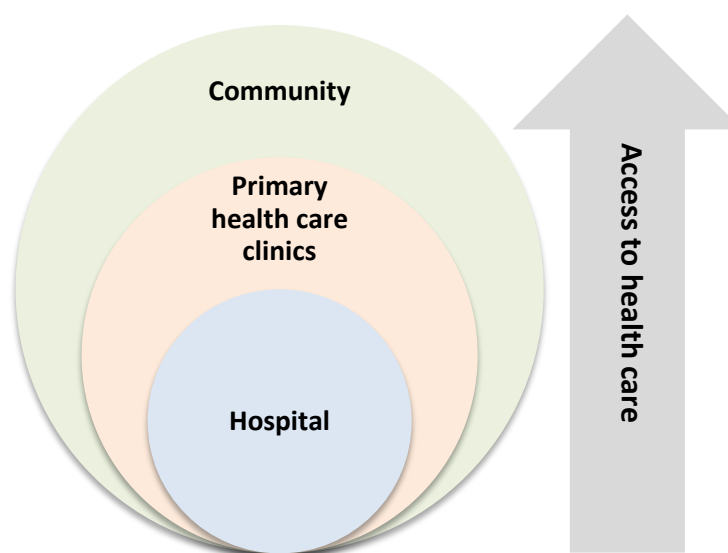 Community
Primary
health care
clinics
Hospital
Access to health care